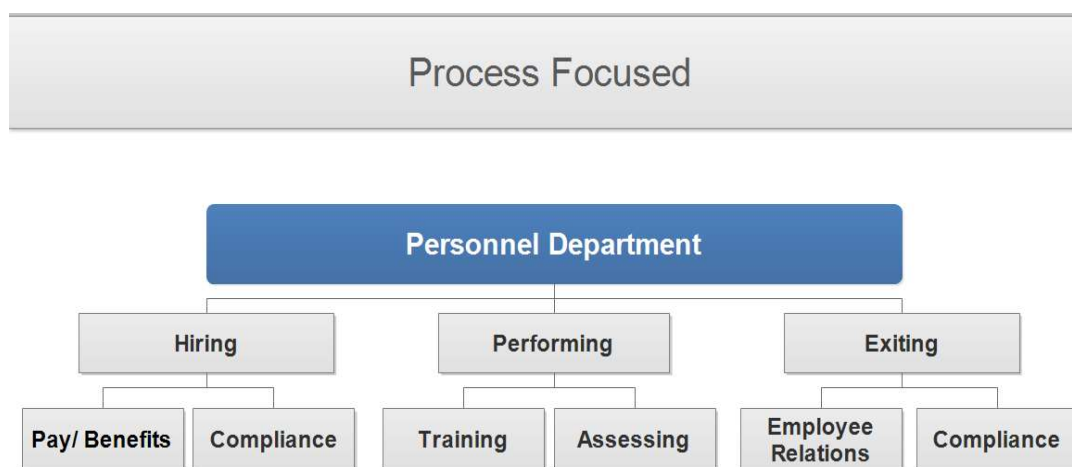 Process Focused
Personnel Department
Hiring
Performing
Exiting
Pay/ Benefits
Compliance
Training
Assessing
Employee
Relations
Compliance